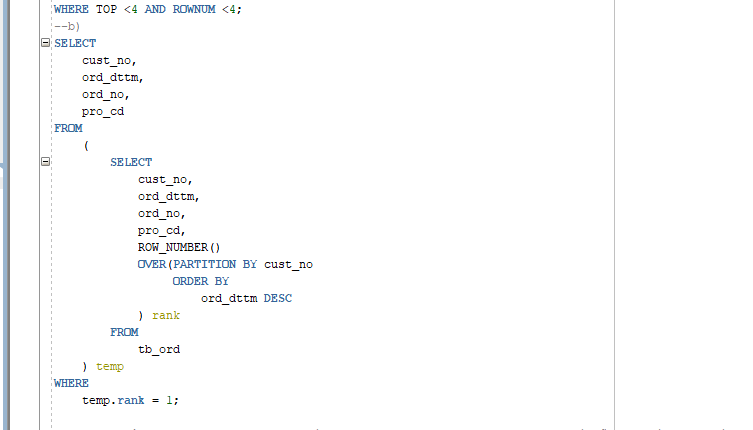 WHERE TOP <4 AND ROWNUM <4;
--b)
SELECT
cust_no,
ord_dttm,
ord_no,
pro_cd
FROM
(
SELECT
cust_no,
ord_dttm,
ord_no,
pro_cd,
ROW_NUMBER()
OVER(PARTITION BY cust_no
ORDER BY
ord_dttm DESC
) rank
FROM
tb_ord
) temp
WHERE
temp.rank = 1;